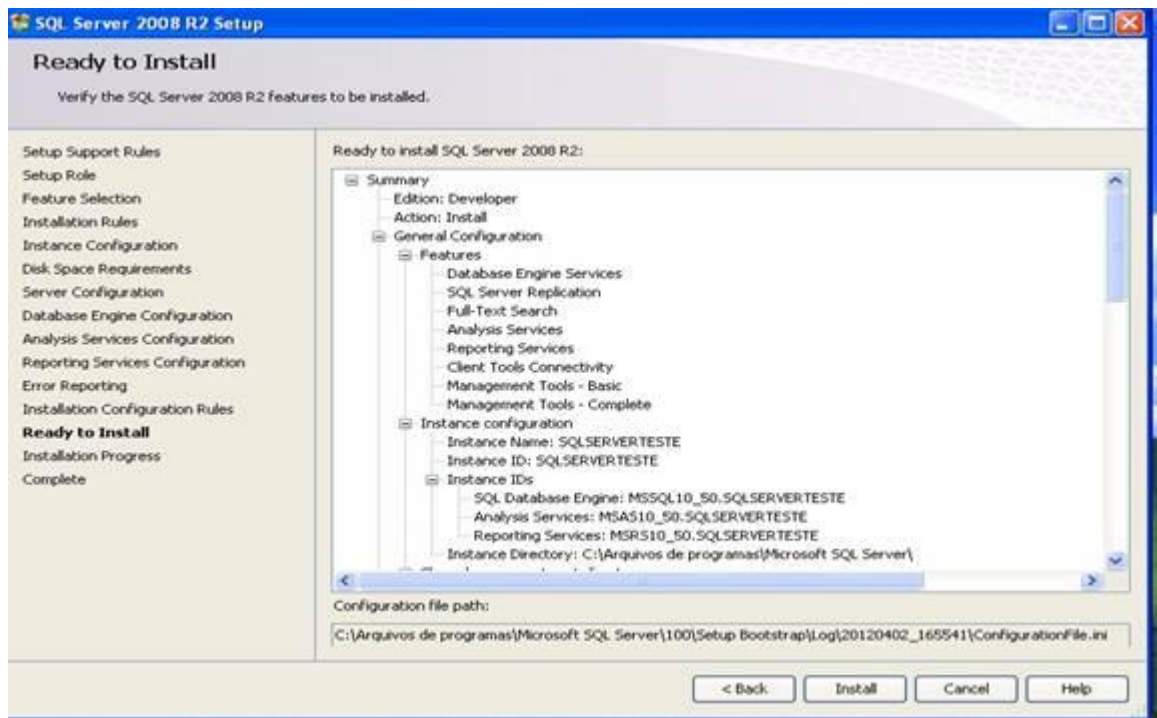 SQL Server 2008 R2 Setup
Ready to Install
Verify the SQL Server 2008 R2 features to be installed.
Setup Support Rules
Setup Role
Feature Selection
Installation Rules
Instance Configuration
Disk Space Requirements
Server Configuration
Database Engine Configuration
Analysis Services Configuration
Reporting Services Configuration
Error Reporting
Installation Configuration Rules
Ready to Install
Installation Progress
Complete
Ready to install SQL Server 2008 R2:
Summary
Edition: Developer
Action: Install
General Configuration
Features
Database Engine Services
SQL Server Replication
Full-Text Search
Analysis Services
Reporting Services
Client Tools Connectivity
Management Tools - Basic
Management Tools - Complete
Instance configuration
Instance Name: SQLSERVERTESTE
Instance ID: SQLSERVERTESTE
Instance IDs
SQL Database Engine: MSSQL10_50.SQLSERVERTESTE
Analysis Services: MSAS10_50.SQLSERVERTESTE
Reporting Services: MSRS10_50.SQLSERVERTESTE
Instance Directory: C:\Arquivos de programas\Microsoft SQL Server\
Configuration file path:
C:\Arquivos de programas\Microsoft SQL Server\100\Setup Bootstrap\Log\20120402_165541\ConfigurationFile.ini
< Back
Install
Cancel
Help